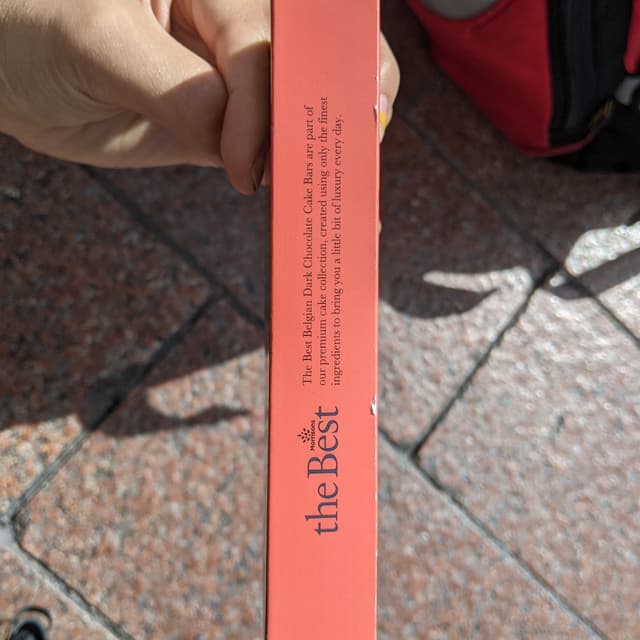 Morrisons
the Best
The Best Belgian Dark Chocolate Cake Bars are part of
our premium cake collection, created using only the finest
ingredients to bring you a little bit of luxury every day.